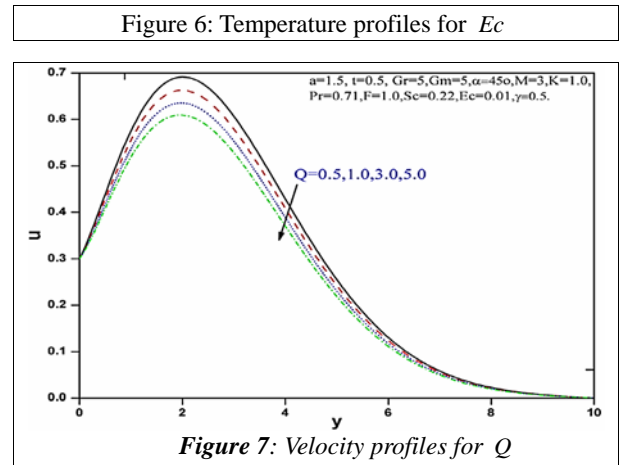 Figure 6: Temperature profiles for Ec
0.7
a=1.5, t=0.5, Gr=5,Gm=5,α=45o,M=3,K=1.0,
Pr=0.71,F=1.0,Sc=0.22,Ec=0.01,γ=0.5.
0.6
0.5
Q=0.5,1.0,3.0,5.0
0.4
u
0.3
0.2
0.1
0.0
0 2 4 6 8 10
y
Figure 7: Velocity profiles for Q